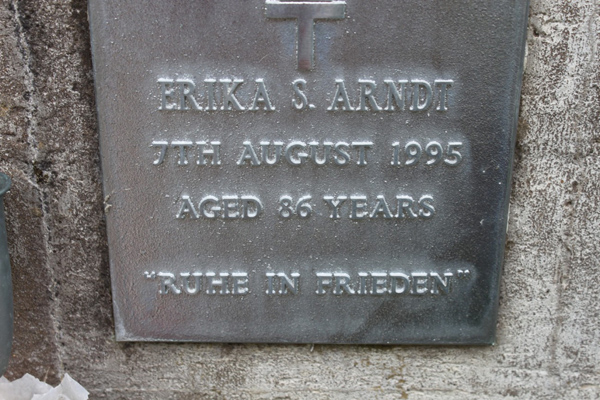 ERIKA S. ARNDT
7TH AUGUST 1995
AGED 86 YEARS
"RUHE IN FRIEDEN"